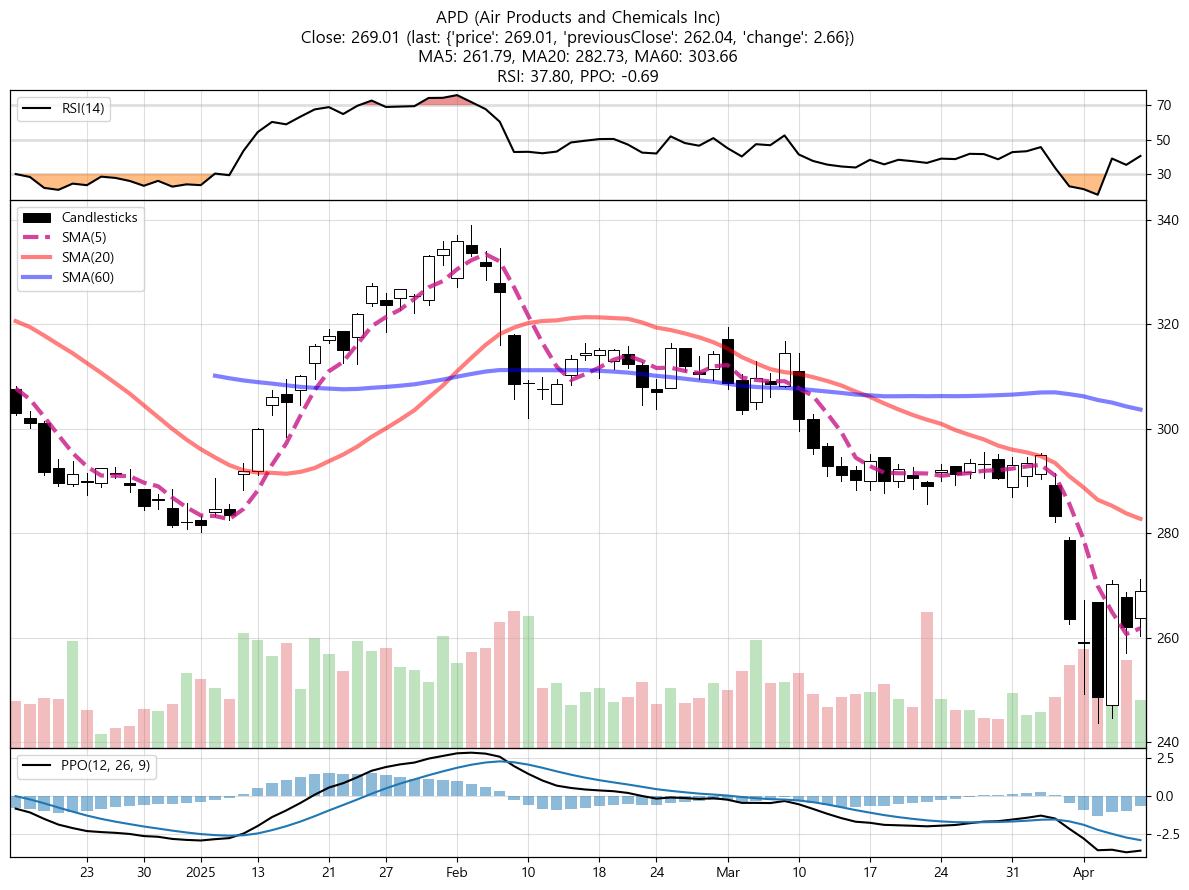 APD (Air Products and Chemicals Inc)
Close: 269.01 (last: {'price': 269.01, 'previousClose': 262.04, 'change': 2.66})
MA5: 261.79, MA20: 282.73, MA60: 303.66
RSI: 37.80, PPO: -0.69
RSI(14)
70
50
30
Candlesticks
SMA(5)
SMA(20)
SMA(60)
340
320
300
280
260
240
PPO(12, 26, 9)
2.5
0.0
−2.5
23 30 2025 13 21 27 Feb 10 18 24 Mar 10 17 24 31 Apr